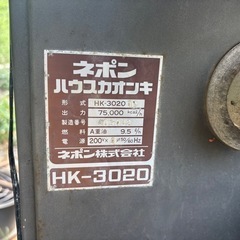 ネポン
ハウスカオンキ
形式 HK-3020
出力 75,000
製造番号
燃料 A重油 9.5
電源 200
ネポン株式会社
HK-3020